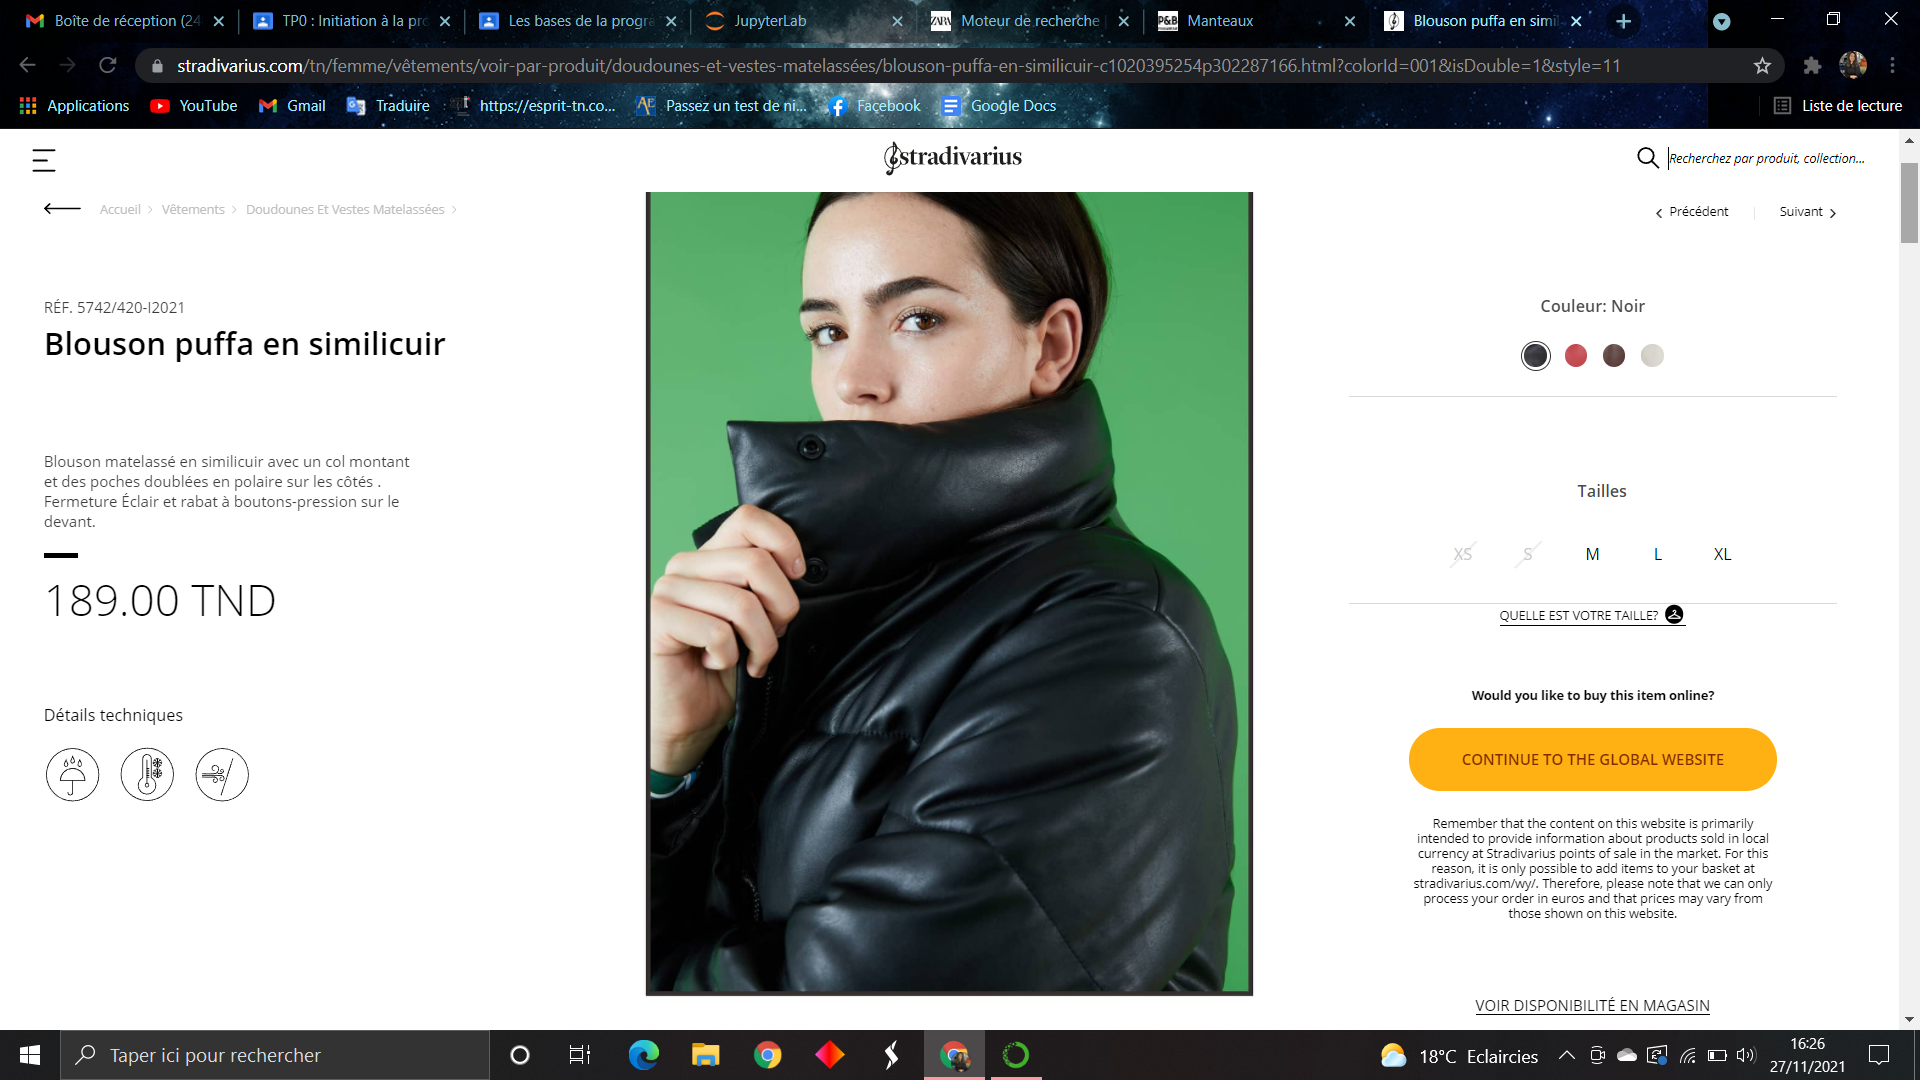 Boîte de réception (24
TP0 : Initiation à la pro
Les bases de la progra
JupyterLab
ZARA
Moteur de recherche
P&B
Manteaux
Blouson puffa en simil
stradivarius.com/tn/femme/vêtements/voir-par-produit/doudounes-et-vestes-matelassées/blouson-puffa-en-similicuir-c1020395254p302287166.html?colorId=001&isDouble=1&style=11
Applications
YouTube
Gmail
Traduire
https://esprit-tn.co...
Passez un test de ni...
Facebook
Google Docs
Liste de lecture
stradivarius
Recherchez par produit, collection...
Accueil
Vêtements
Doudounes Et Vestes Matelassées
Précédent
Suivant
RÉF. 5742/420-I2021
Blouson puffa en similicuir
Blouson matelassé en similicuir avec un col montant
et des poches doublées en polaire sur les côtés .
Fermeture Éclair et rabat à boutons-pression sur le
devant.
189.00 TND
Détails techniques
Couleur: Noir
Tailles
XS S M L XL
QUELLE EST VOTRE TAILLE?
Would you like to buy this item online?
CONTINUE TO THE GLOBAL WEBSITE
Remember that the content on this website is primarily
intended to provide information about products sold in local
currency at Stradivarius points of sale in the market. For this
reason, it is only possible to add items to your basket at
stradivarius.com/wy/. Therefore, please note that we can only
process your order in euros and that prices may vary from
those shown on this website.
VOIR DISPONIBILITÉ EN MAGASIN
Taper ici pour rechercher
18°C Eclaircies
16:26
27/11/2021